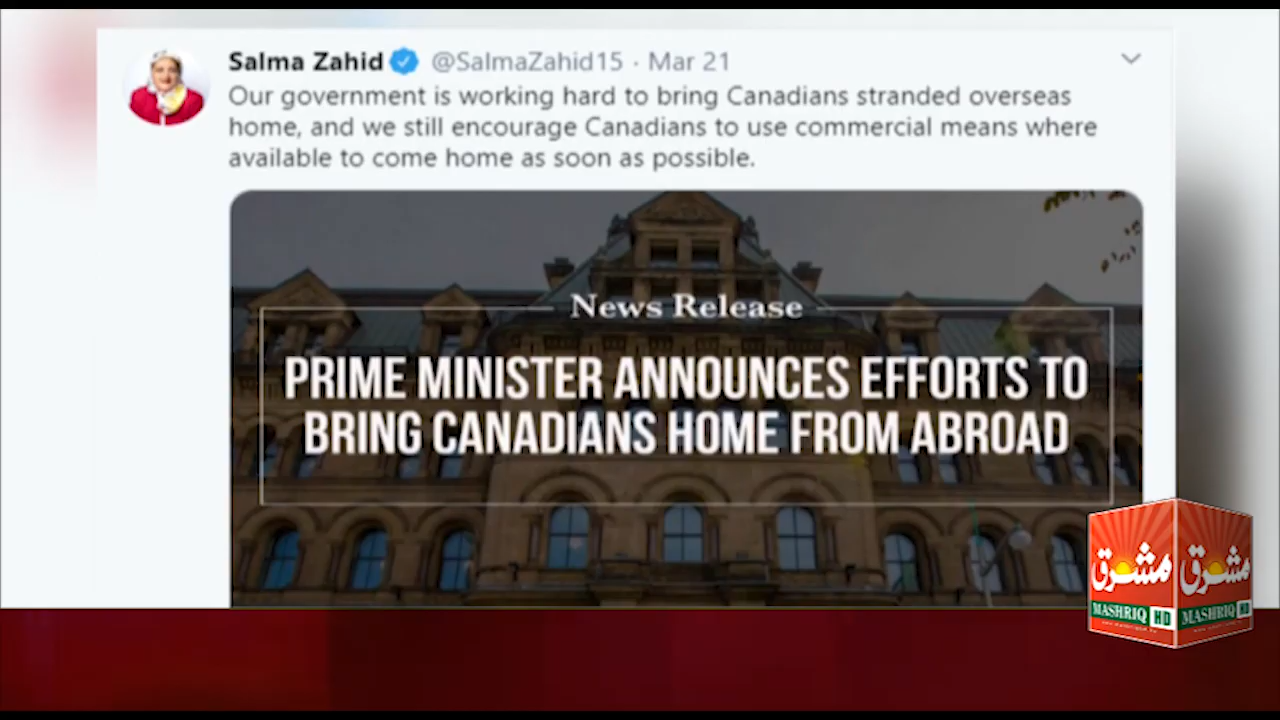 Salma Zahid @SalmaZahid15 · Mar 21
Our government is working hard to bring Canadians stranded overseas
home, and we still encourage Canadians to use commercial means where
available to come home as soon as possible.
News Release
PRIME MINISTER ANNOUNCES EFFORTS TO
BRING CANADIANS HOME FROM ABROAD
مشرق مشرق
MASHRIQ HD MASHRIQ HD